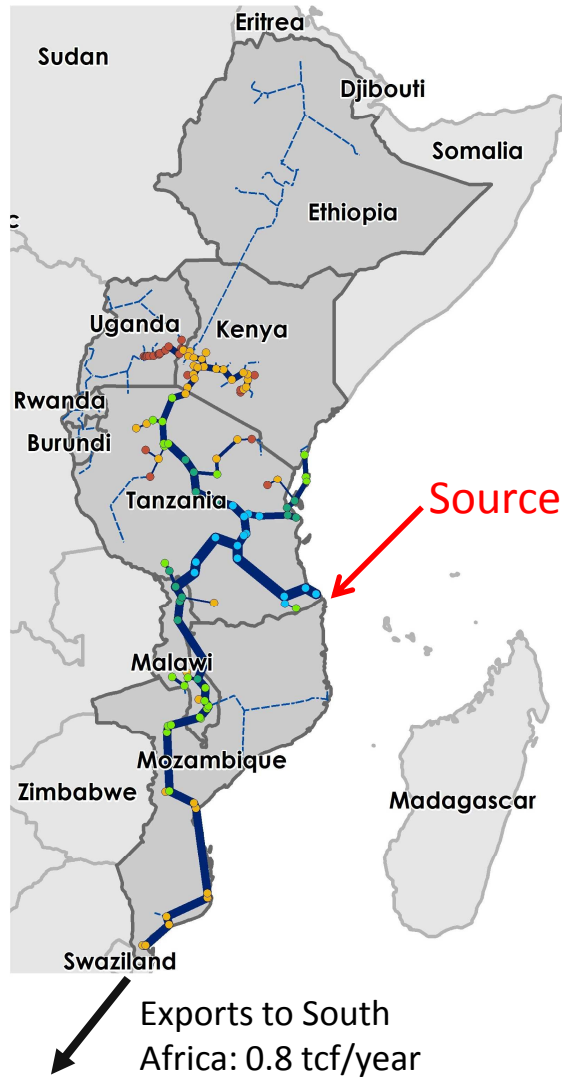 Eritrea
Sudan
Djibouti
Somalia
Ethiopia
c
Uganda
Kenya
Rwanda
Burundi
Tanzania
Source
Malawi
Mozambique
Zimbabwe
Madagascar
Swaziland
Exports to South
Africa: 0.8 tcf/year